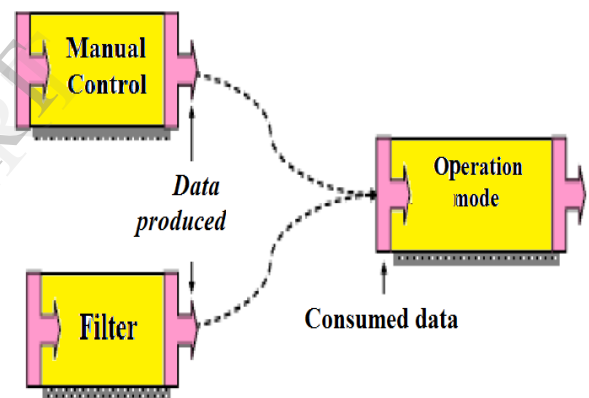 Manual
Control
Data
produced
Operation
mode
Filter
Consumed data